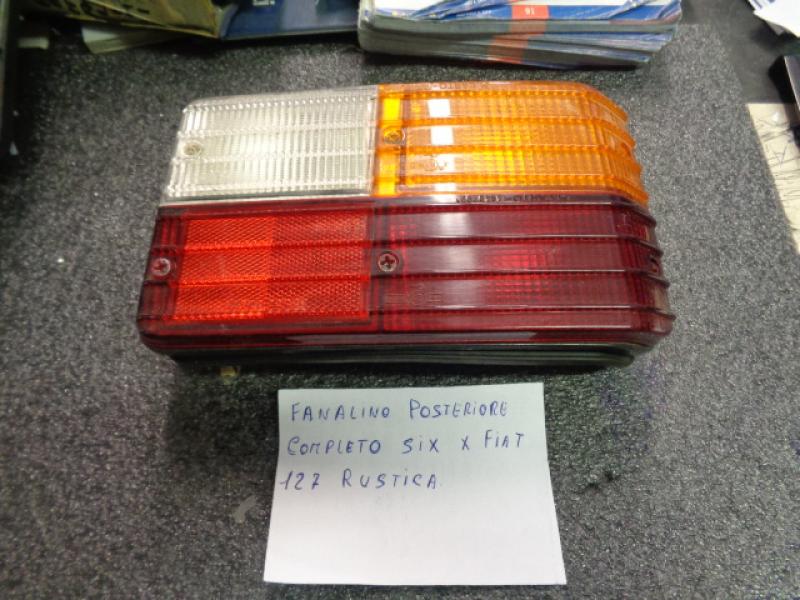 FANALINO POSTERIORE
COMPLETO SiX X FiAT
127 RUSTICA.